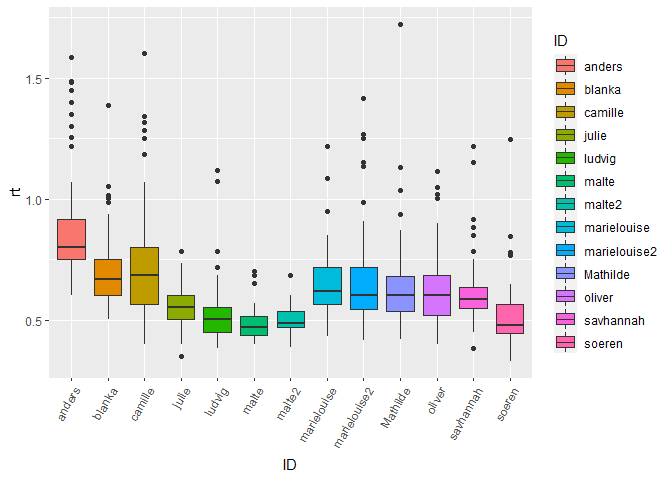 rt
1.5
1.0
0.5
anders
blanka
camille
julie
ludvig
malte
malte2
marielouise
marielouise2
Mathilde
oliver
savhannah
soeren
ID
ID
anders
blanka
camille
julie
ludvig
malte
malte2
marielouise
marielouise2
Mathilde
oliver
savhannah
soeren